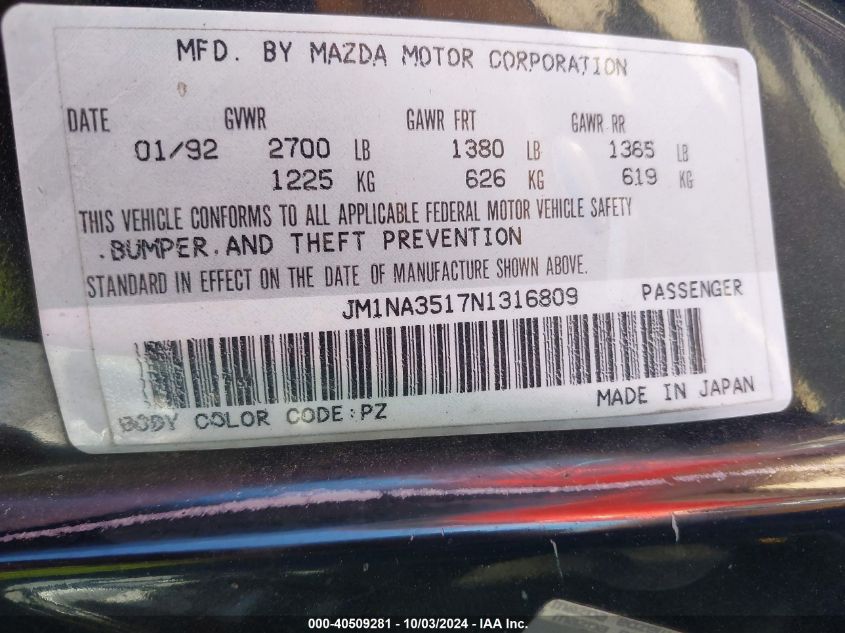 MFD. BY MAZDA MOTOR CORPORATION
DATE GVWR GAWR FRT GAWR RR
01/92 2700 LB 1380 LB 1365 LB
1225 KG 626 KG 619 KG
THIS VEHICLE CONFORMS TO ALL APPLICABLE FEDERAL MOTOR VEHICLE SAFETY
.BUMPER.AND THEFT PREVENTION
STANDARD IN EFFECT ON THE DATE OF MANUFACTURE SHOWN ABOVE.
JM1NA3517N1316809 PASSENGER
MADE IN JAPAN
BODY COLOR CODE:PZ
000-40509281 - 10/03/2024 - IAA Inc.